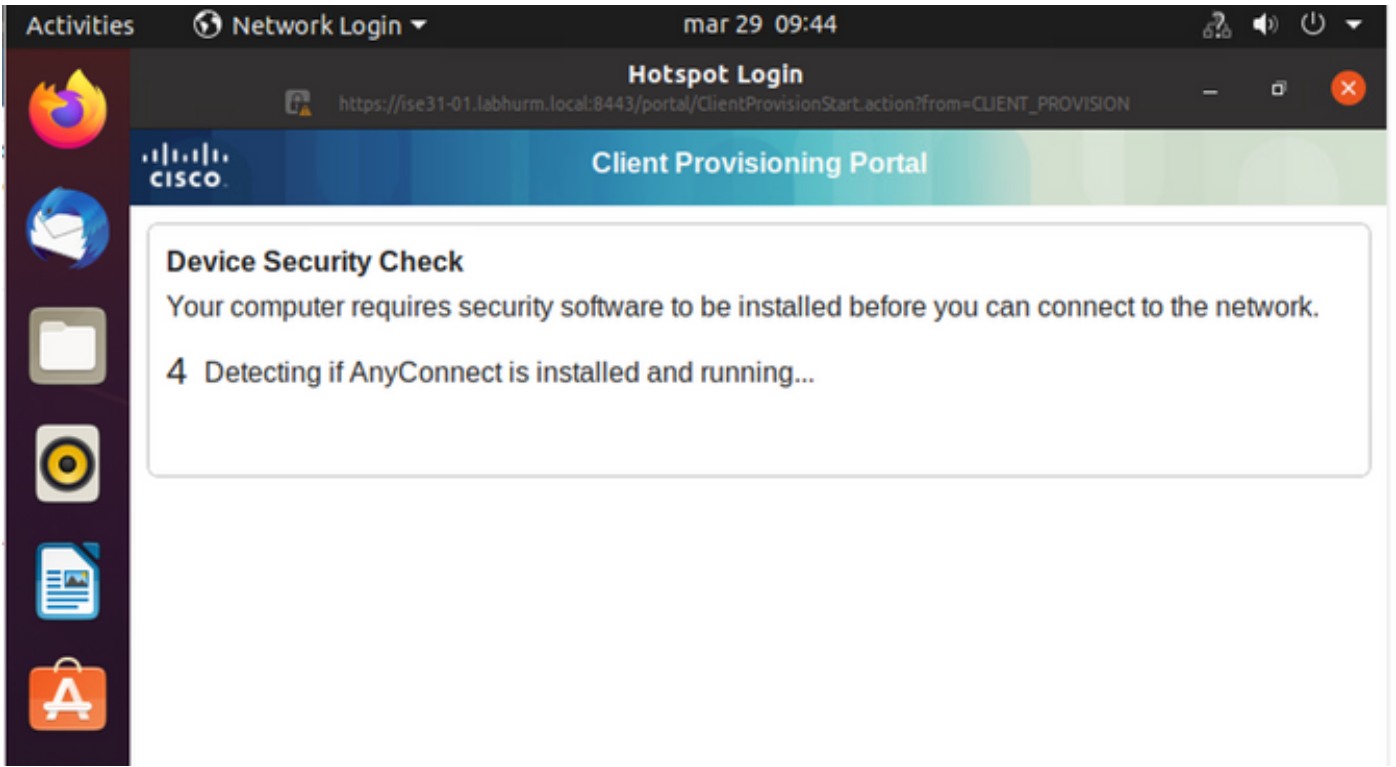 Activities
Network Login
mar 29 09:44
Hotspot Login
https://ise31-01.labhurm.local:8443/portal/ClientProvisionStart.action?from=CLIENT_PROVISION
CISCO
Client Provisioning Portal
Device Security Check
Your computer requires security software to be installed before you can connect to the network.
4 Detecting if AnyConnect is installed and running...